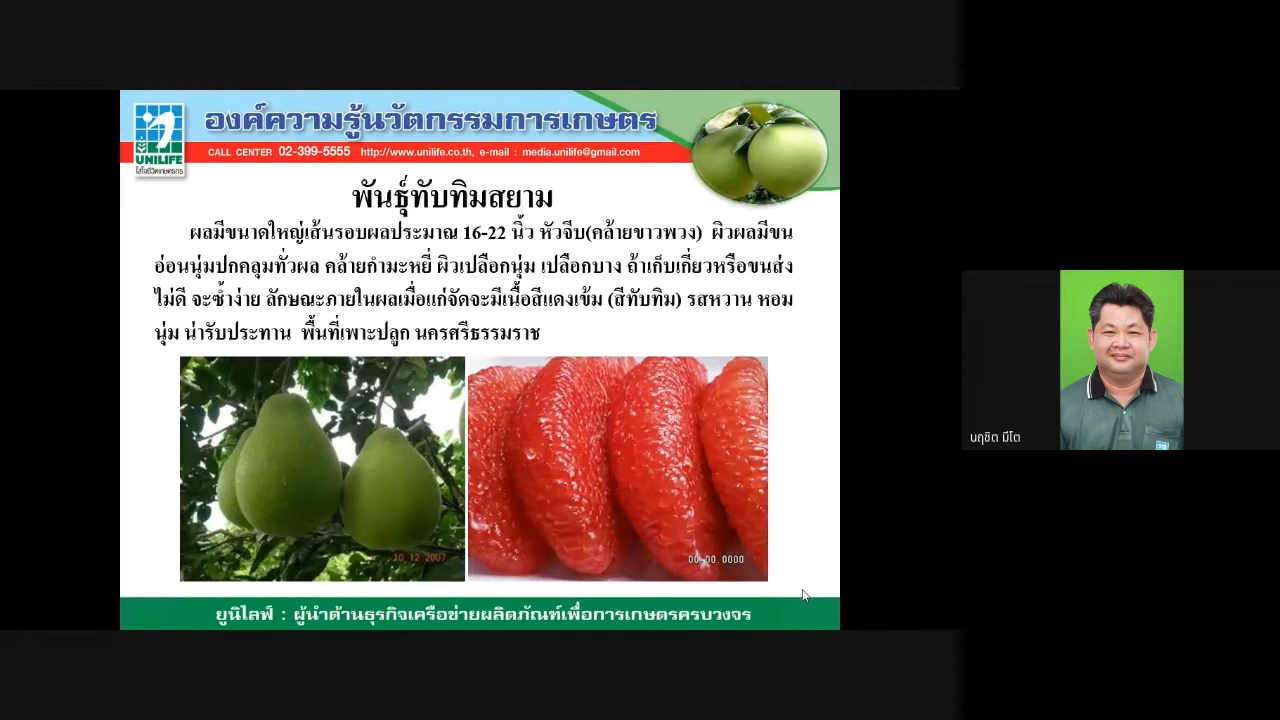 องค์ความรู้นวัตกรรมการเกษตร
UNILIFE
ใส่ใจชีวิตเกษตรกร
CALL CENTER 02-399-5555 http://www.unilife.co.th, e-mail : media.unilife@gmail.com
พันธุ์ทับทิมสยาม
ผลมีขนาดใหญ่เส้นรอบผลประมาณ 16-22 นิ้ว หัวจีบ(คล้ายขาวพวง) ผิวผลมีขน
อ่อนนุ่มปกคลุมทั่วผล คล้ายกำมะหยี่ ผิวเปลือกนุ่ม เปลือกบาง ถ้าเก็บเกี่ยวหรือขนส่ง
ไม่ดี จะซ้ำง่าย ลักษณะภายในผลเมื่อแก่จัดจะมีเนื้อสีแดงเข้ม (สีทับทิม) รสหวาน หอม
นุ่ม น่ารับประทาน พื้นที่เพาะปลูก นครศรีธรรมราช
10.12.2007
00.00.0000
ยูนิไลฟ์ : ผู้นำด้านธุรกิจเครือข่ายผลิตภัณฑ์เพื่อการเกษตรครบวงจร
นฤชิต มีโต